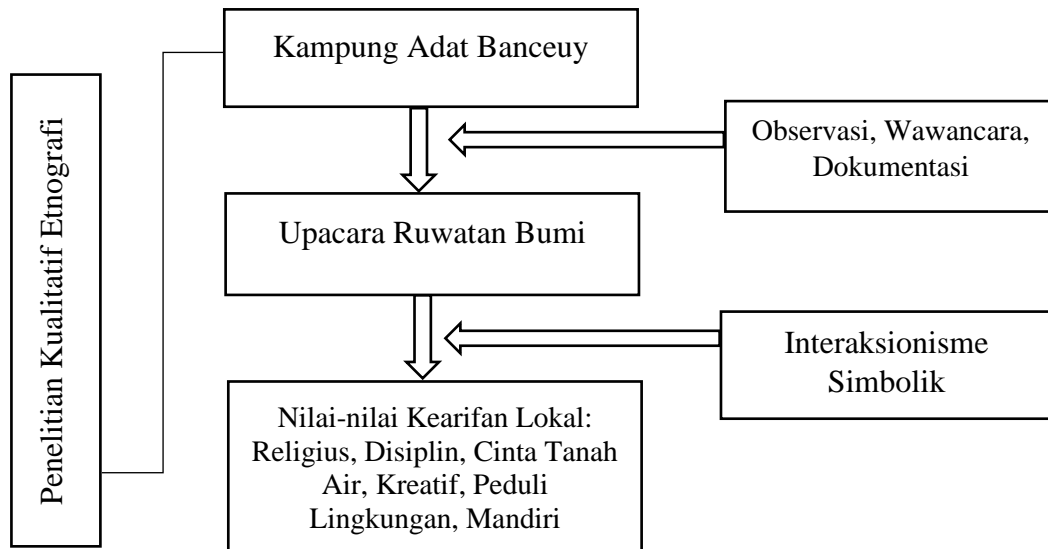 Penelitian Kualitatif Etnografi
Kampung Adat Banceuy
Observasi, Wawancara,
Dokumentasi
Upacara Ruwatan Bumi
Interaksionisme
Simbolik
Nilai-nilai Kearifan Lokal:
Religius, Disiplin, Cinta Tanah
Air, Kreatif, Peduli
Lingkungan, Mandiri